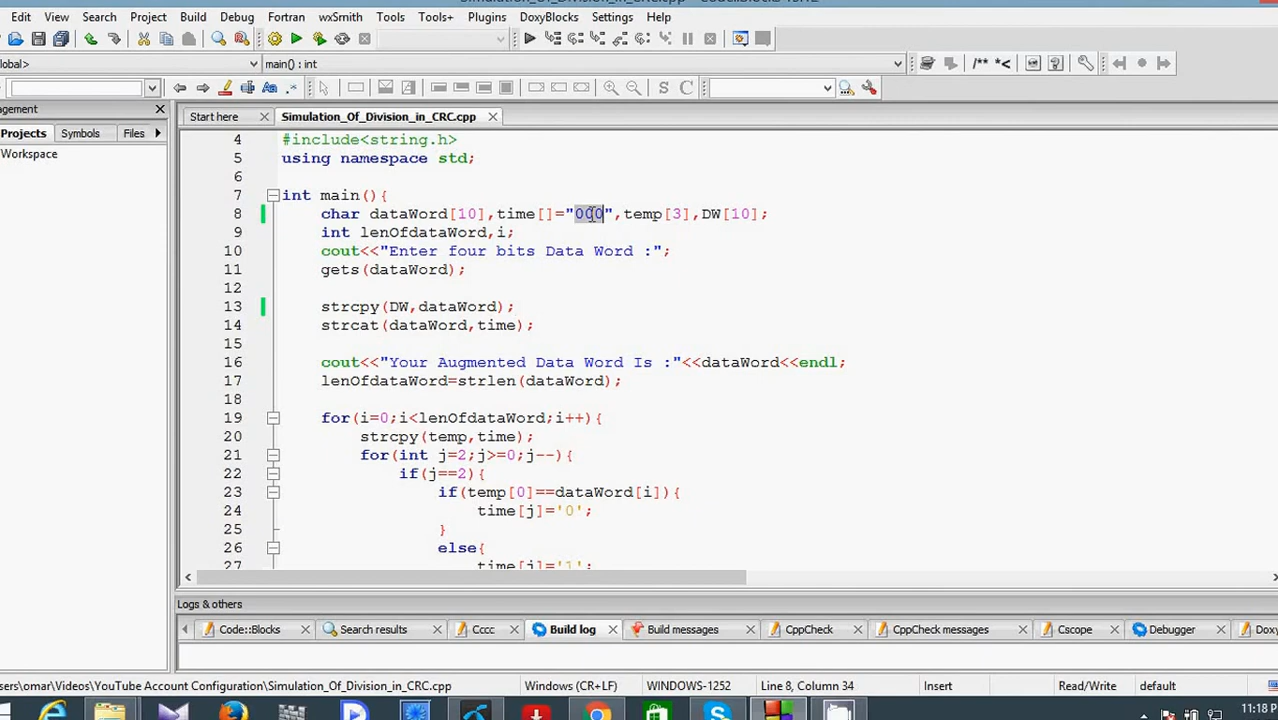 Edit View Search Project Build Debug Fortran wxSmith Tools Tools+ Plugins DoxyBlocks Settings Help
lobal> main() : int
/** *<
S C
nagement
Start here Simulation_Of_Division_in_CRC.cpp
Projects Symbols Files
Workspace
4 #include<string.h>
5 using namespace std;
6
7 int main(){
8 char dataWord[10],time[]="000",temp[3],DW[10];
9 int lenOfdataWord,i;
10 cout<<"Enter four bits Data Word :";
11 gets(dataWord);
12
13 strcpy(DW,dataWord);
14 strcat(dataWord,time);
15
16 cout<<"Your Augmented Data Word Is :"<<dataWord<<endl;
17 lenOfdataWord=strlen(dataWord);
18
19 for(i=0;i<lenOfdataWord;i++){
20 strcpy(temp,time);
21 for(int j=2;j>=0;j--){
22 if(j==2){
23 if(temp[0]==dataWord[i]){
24 time[j]='0';
25 }
26 else{
27 time[j]='1';
Logs & others
Code::Blocks Search results Cccc Build log Build messages CppCheck CppCheck messages Cscope Debugger Doxy
sers\omar\Videos\YouTube Account Configuration\Simulation_Of_Division_in_CRC.cpp Windows (CR+LF) WINDOWS-1252 Line 8, Column 34 Insert Read/Write default
11:18 P